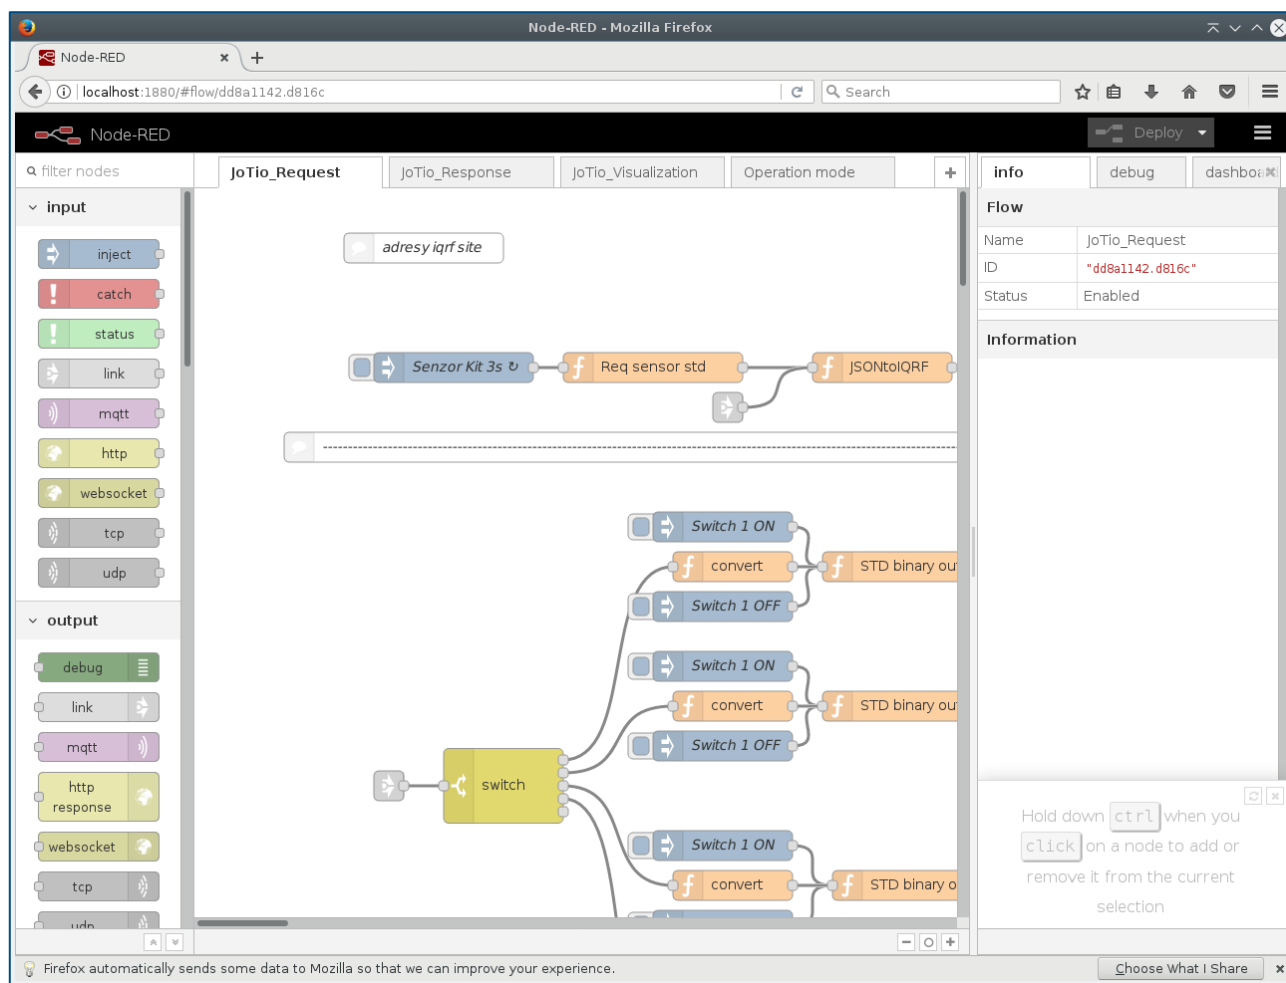 Node-RED - Mozilla Firefox
Node-RED
localhost:1880/#flow/dd8a1142.d816c
Search
Node-RED
Deploy
filter nodes
JoTio_Request
JoTio_Response
JoTio_Visualization
Operation mode
info
debug
dashboa
input
inject
catch
status
link
mqtt
http
websocket
tcp
udp
output
debug
link
mqtt
http
response
websocket
tcp
udp
adresy iqrf site
Senzor Kit 3s ↻
Req sensor std
JSONtoIQRF
Switch 1 ON
convert
STD binary ou
Switch 1 OFF
Switch 1 ON
convert
STD binary ou
Switch 1 OFF
switch
Switch 1 ON
convert
STD binary o
Flow
Name JoTio_Request
ID "dd8a1142.d816c"
Status Enabled
Information
Hold down ctrl when you
click on a node to add or
remove it from the current
selection
Firefox automatically sends some data to Mozilla so that we can improve your experience.
Choose What I Share